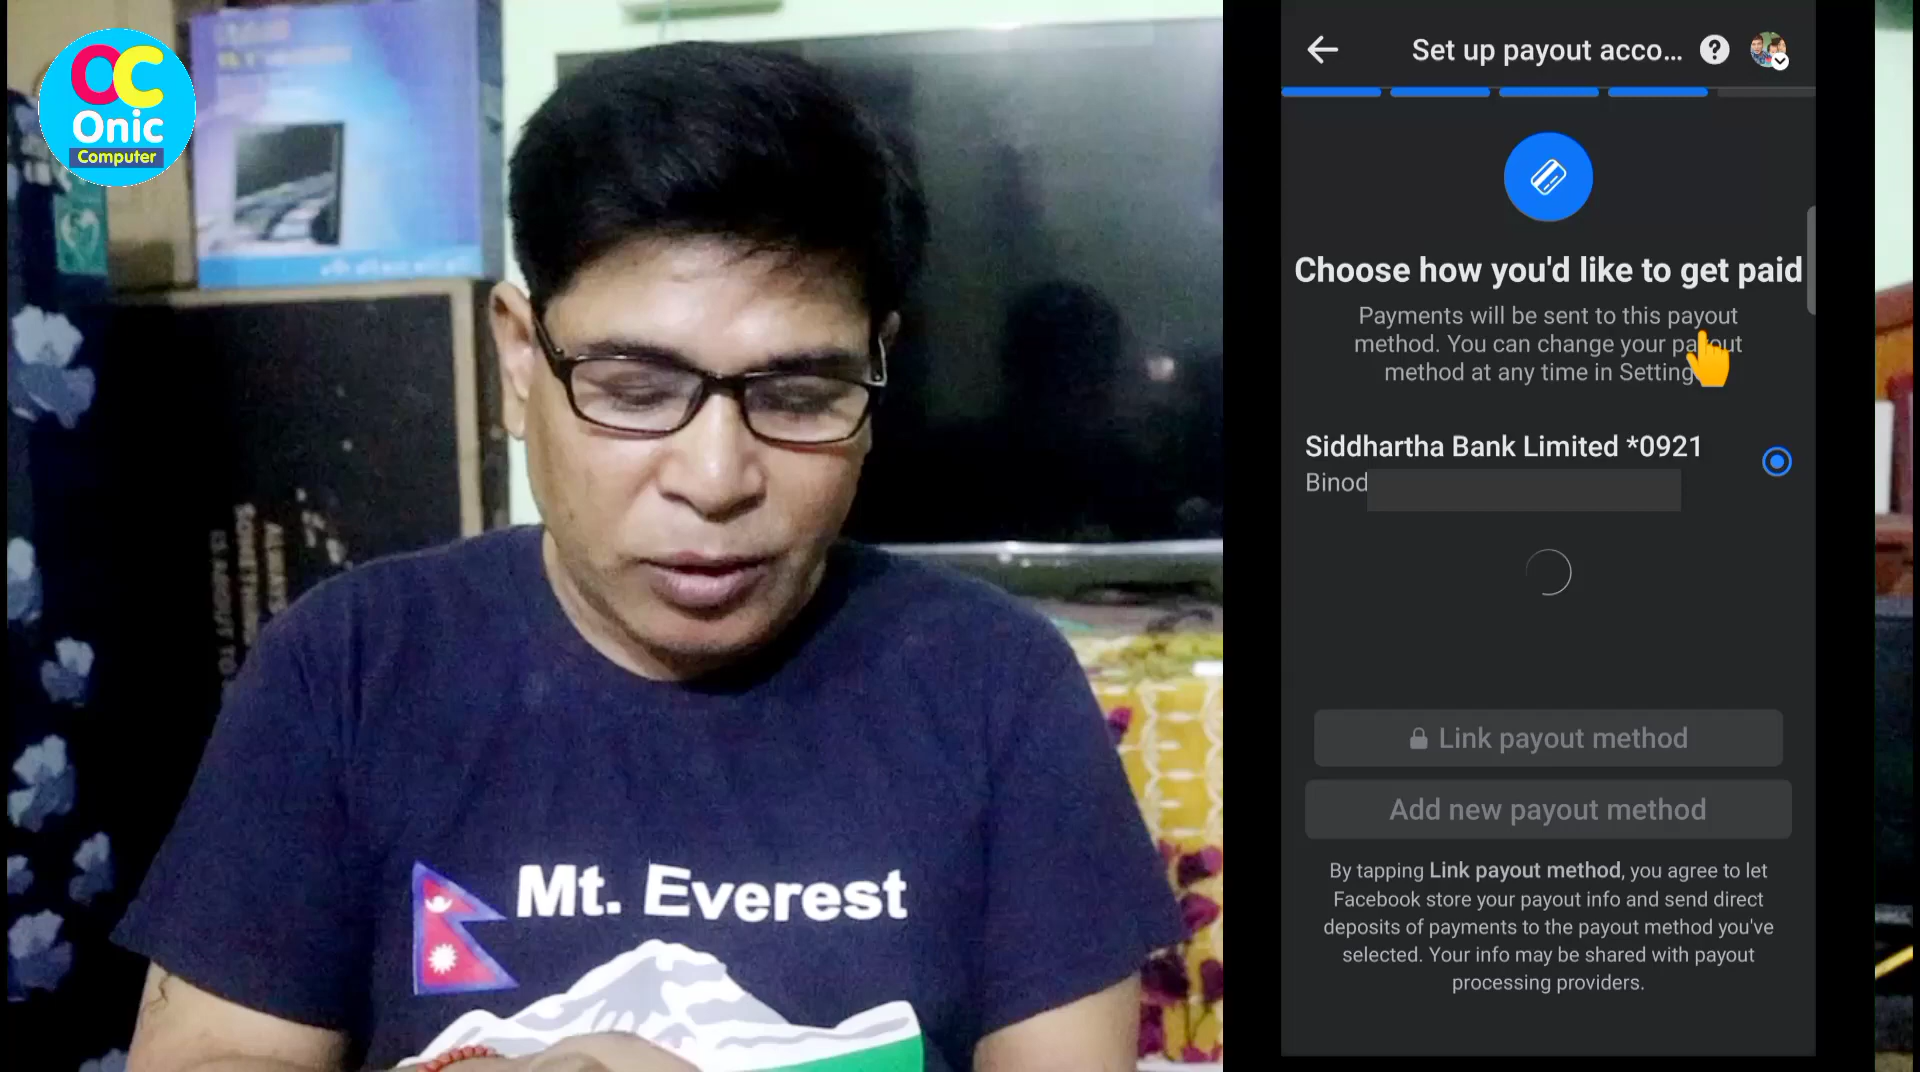 OC
Onic
Computer
Mt. Everest
Set up payout acco...
Choose how you'd like to get paid
Payments will be sent to this payout
method. You can change your payout
method at any time in Setting
Siddhartha Bank Limited *0921
Binod
Link payout method
Add new payout method
By tapping Link payout method, you agree to let
Facebook store your payout info and send direct
deposits of payments to the payout method you've
selected. Your info may be shared with payout
processing providers.